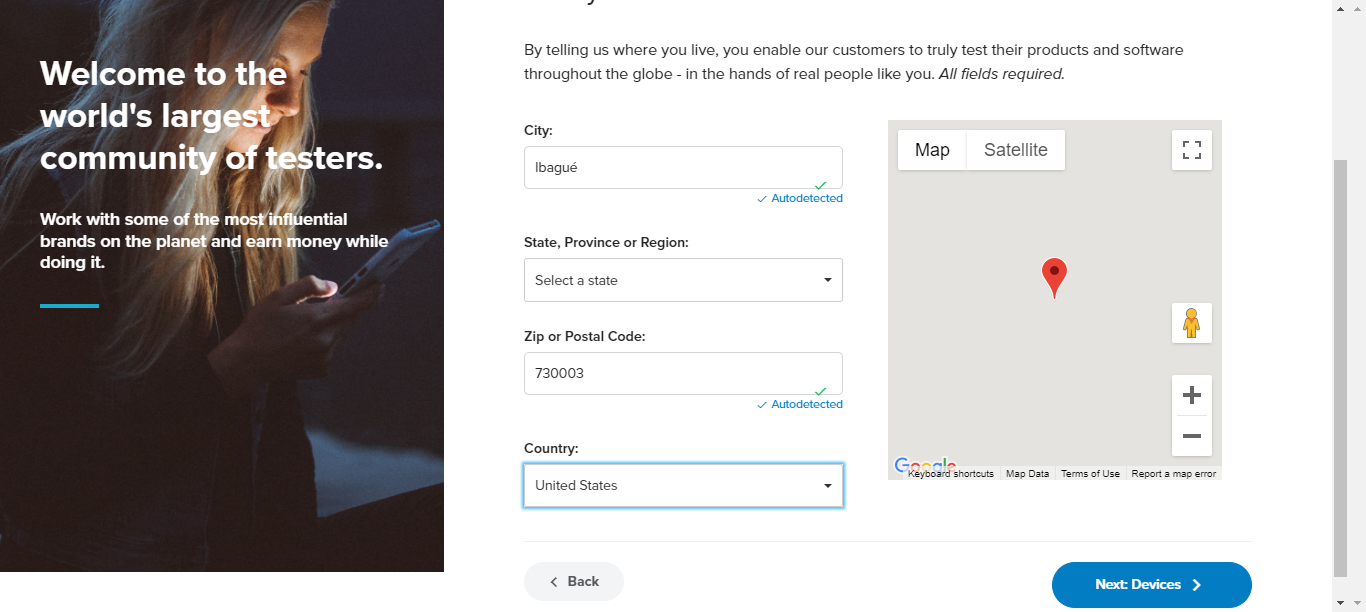 Welcome to the
world's largest
community of testers.
Work with some of the most influential
brands on the planet and earn money while
doing it.
By telling us where you live, you enable our customers to truly test their products and software
throughout the globe - in the hands of real people like you. All fields required.
City:
Ibagué
Autodetected
State, Province or Region:
Select a state
Zip or Postal Code:
730003
Autodetected
Country:
United States
Map Satellite
Google
Keyboard shortcuts Map Data Terms of Use Report a map error
Back
Next: Devices